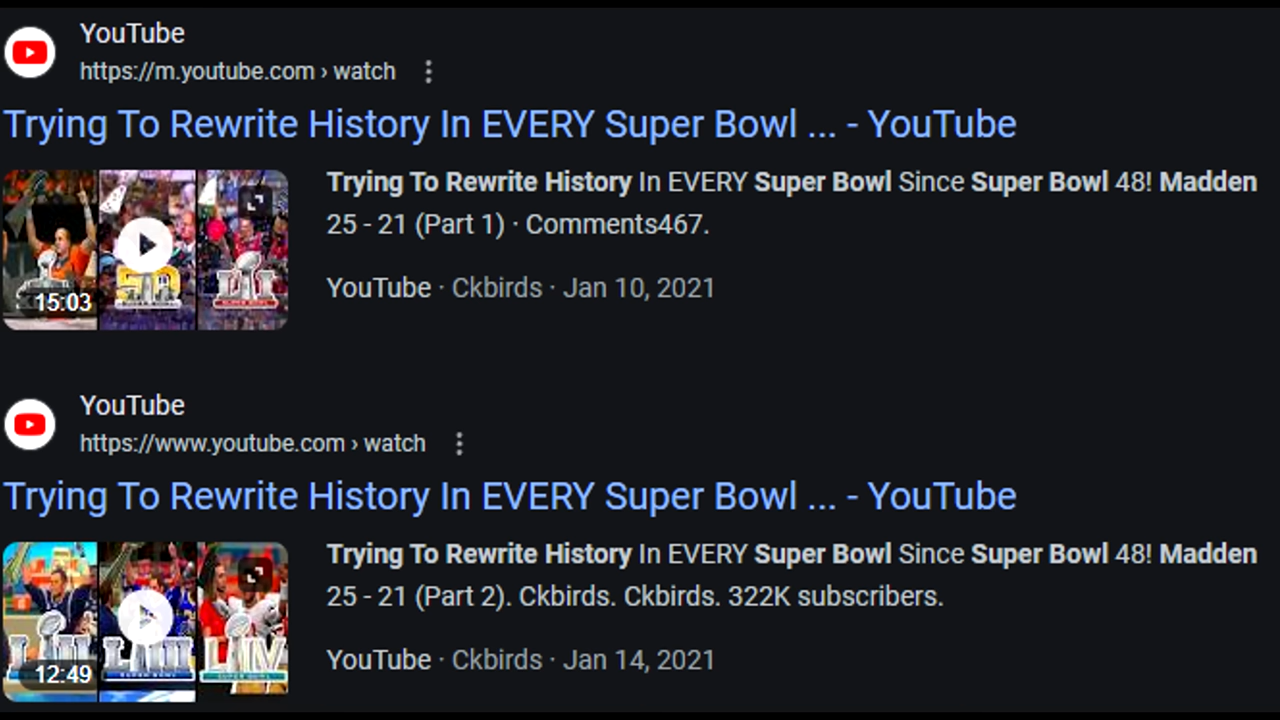 YouTube
https://m.youtube.com › watch
Trying To Rewrite History In EVERY Super Bowl ... - YouTube
Trying To Rewrite History In EVERY Super Bowl Since Super Bowl 48! Madden
25 - 21 (Part 1) · Comments467.
15:03
YouTube · Ckbirds · Jan 10, 2021
YouTube
https://www.youtube.com › watch
Trying To Rewrite History In EVERY Super Bowl ... - YouTube
Trying To Rewrite History In EVERY Super Bowl Since Super Bowl 48! Madden
25 - 21 (Part 2). Ckbirds. Ckbirds. 322K subscribers.
12:49
YouTube · Ckbirds · Jan 14, 2021